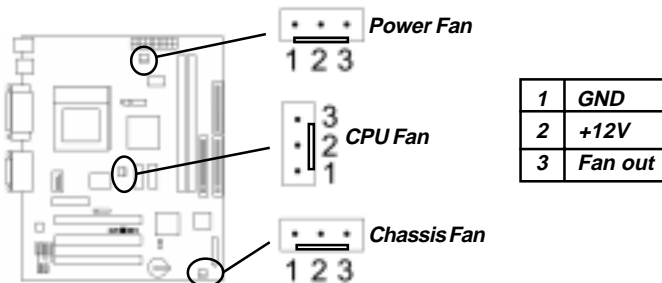 Power Fan
1 2 3
3
2
1
CPU Fan
Chassis Fan
1 2 3
1 GND
2 +12V
3 Fan out